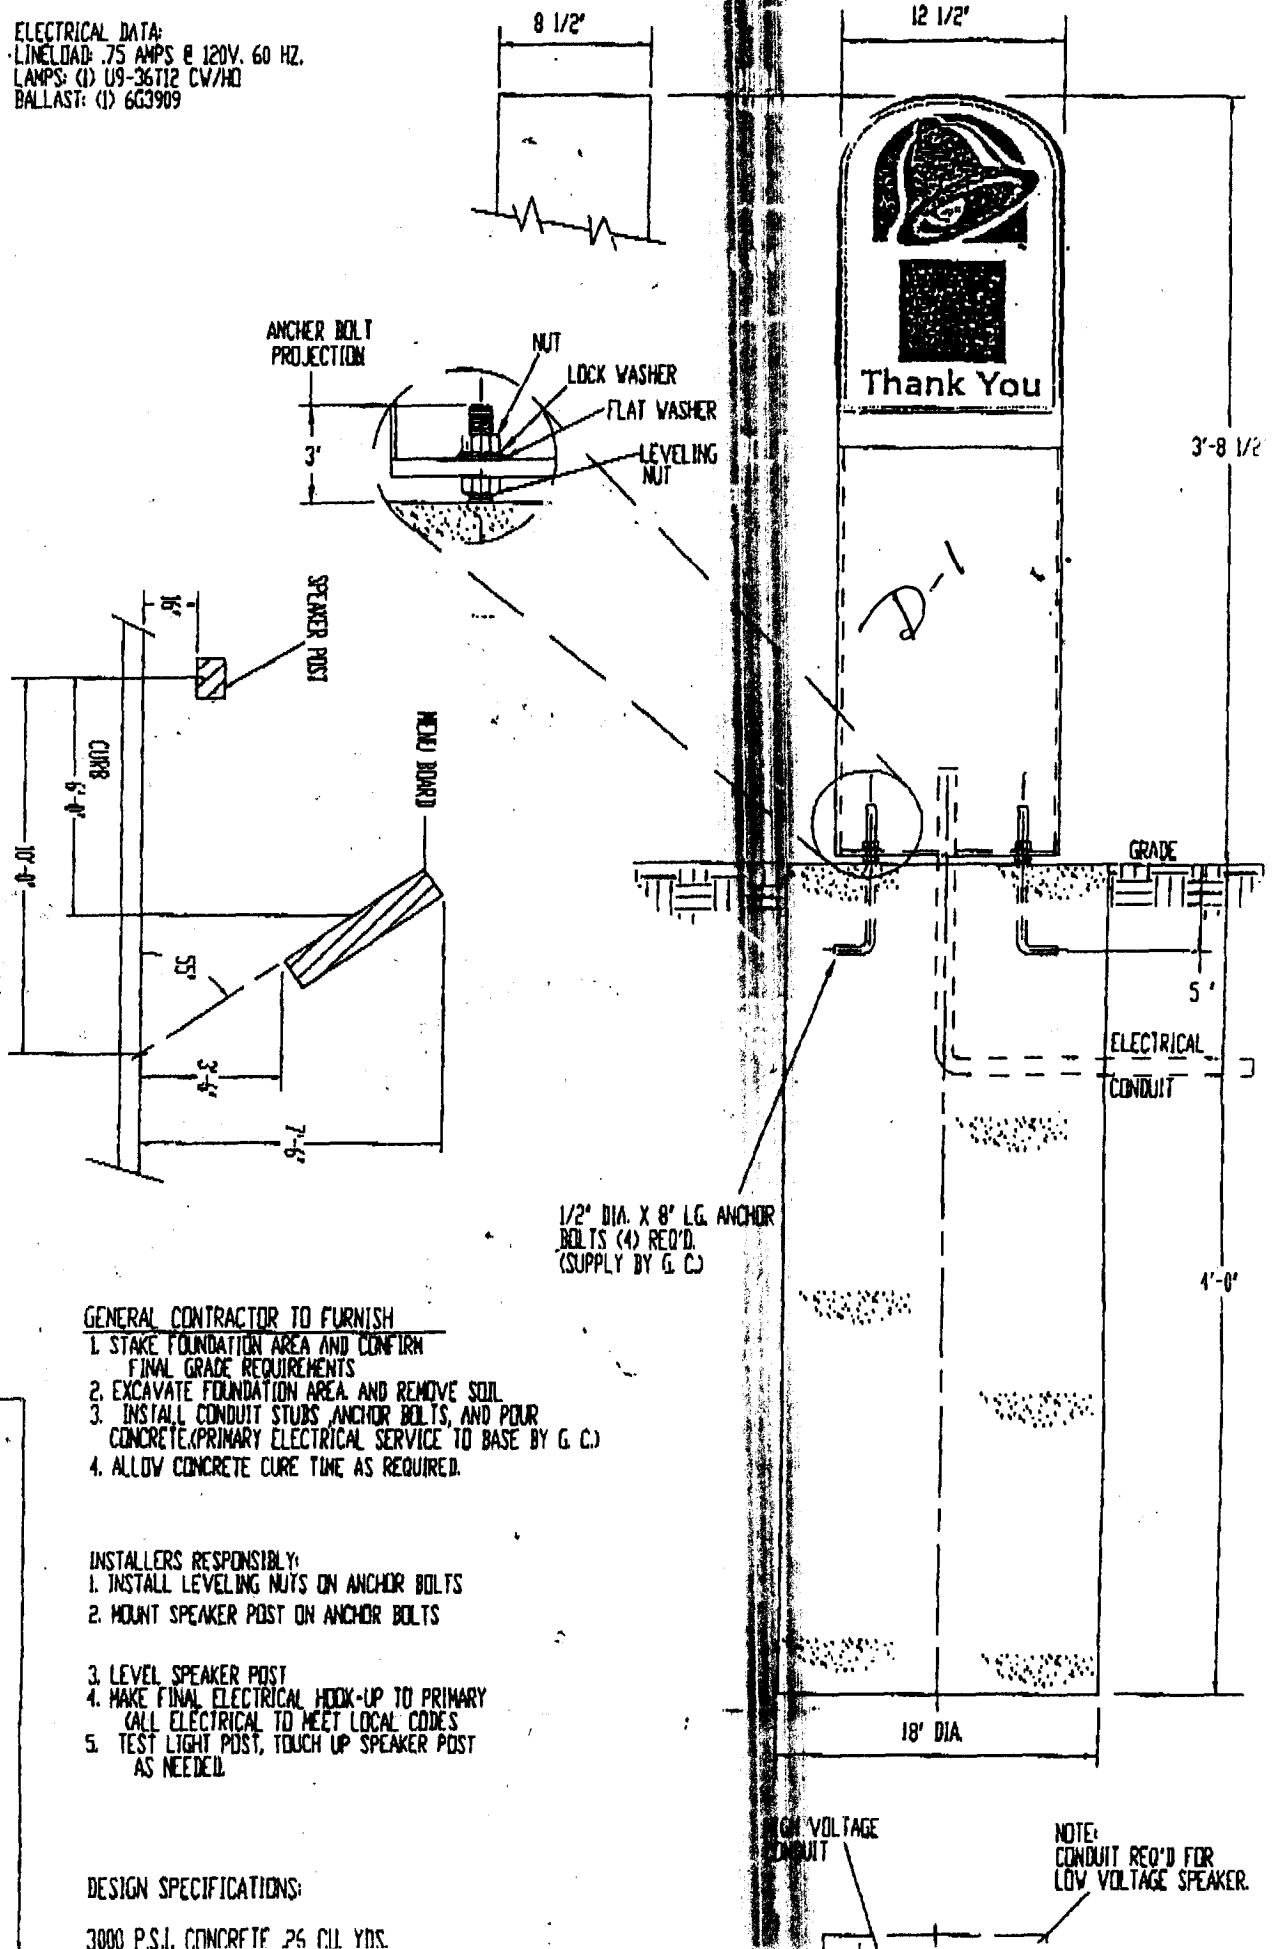 ELECTRICAL DATA:
LINELOAD: .75 AMPS @ 120V. 60 HZ.
LAMPS: (1) U9-36T12 CW/HO
BALLAST: (1) 6G3909
8 1/2"
12 1/2"
Thank You
3'-8 1/2
ANCHER BOLT
PROJECTION
3"
NUT
LOCK WASHER
FLAT WASHER
LEVELING
NUT
D-1
16"
SPEAKER POST
CURB
6'-0"
10'-0"
MENU BOARD
55°
7'-6"
GRADE
5"
ELECTRICAL
CONDUIT
1/2" DIA. X 8" LG. ANCHOR
BOLTS (4) REQ'D.
(SUPPLY BY G. C.)
4'-0"
18" DIA.
GENERAL CONTRACTOR TO FURNISH
1. STAKE FOUNDATION AREA AND CONFIRM
FINAL GRADE REQUIREMENTS
2. EXCAVATE FOUNDATION AREA AND REMOVE SOIL
3. INSTALL CONDUIT STUBS ANCHOR BOLTS, AND POUR
CONCRETE.(PRIMARY ELECTRICAL SERVICE TO BASE BY G. C.)
4. ALLOW CONCRETE CURE TIME AS REQUIRED.
INSTALLERS RESPONSIBLY:
1. INSTALL LEVELING NUTS ON ANCHOR BOLTS
2. MOUNT SPEAKER POST ON ANCHOR BOLTS
3. LEVEL SPEAKER POST
4. MAKE FINAL ELECTRICAL HOOK-UP TO PRIMARY
(ALL ELECTRICAL TO MEET LOCAL CODES
5. TEST LIGHT POST, TOUCH UP SPEAKER POST
AS NEEDED.
DESIGN SPECIFICATIONS:
3000 P.S.I. CONCRETE .26 CU. YDS.
HIGH VOLTAGE
CONDUIT
NOTE:
CONDUIT REQ'D FOR
LOW VOLTAGE SPEAKER.